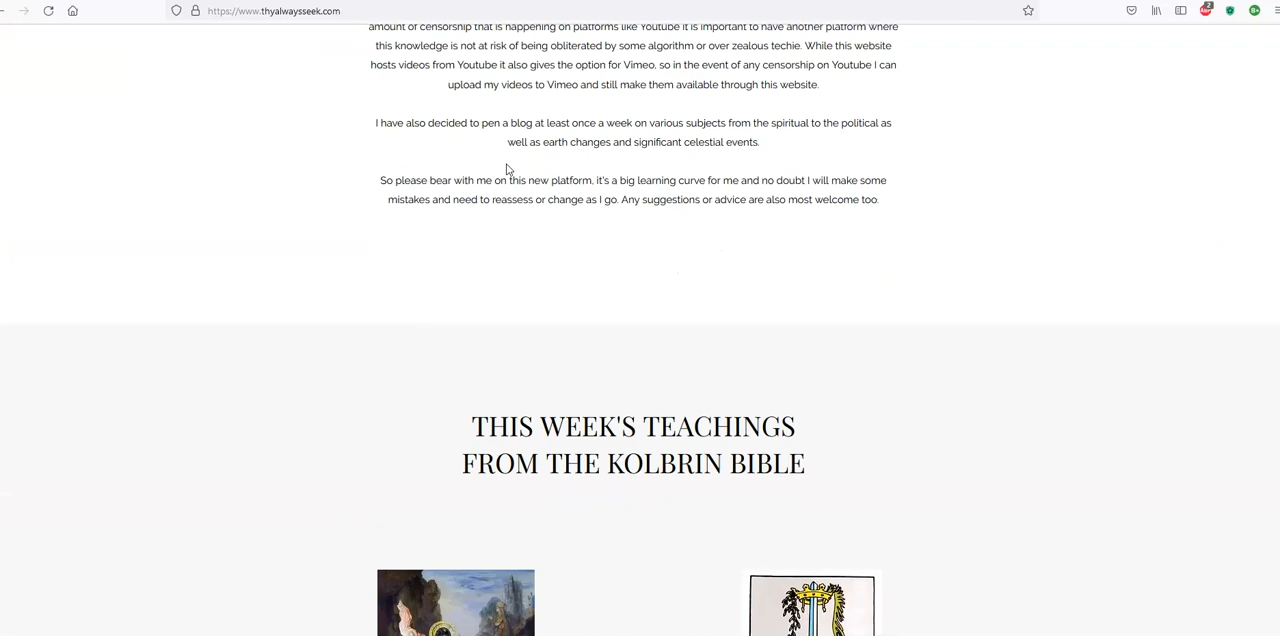 https://www.thyalwaysseek.com
2
B+
amount of censorship that is happening on platforms like Youtube it is important to have another platform where
this knowledge is not at risk of being obliterated by some algorithm or over zealous techie. While this website
hosts videos from Youtube it also gives the option for Vimeo, so in the event of any censorship on Youtube I can
upload my videos to Vimeo and still make them available through this website.
I have also decided to pen a blog at least once a week on various subjects from the spiritual to the political as
well as earth changes and significant celestial events.
So please bear with me on this new platform, it's a big learning curve for me and no doubt I will make some
mistakes and need to reassess or change as I go. Any suggestions or advice are also most welcome too.
THIS WEEK'S TEACHINGS
FROM THE KOLBRIN BIBLE